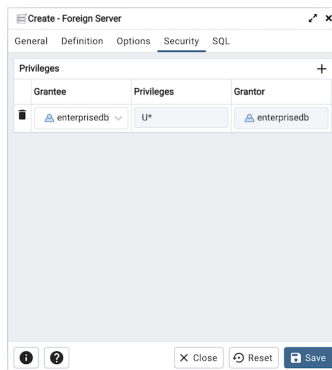 Create - Foreign Server
General Definition Options Security SQL
Privileges
Grantee Privileges Grantor
enterprisedb U* enterprisedb
Close Reset Save